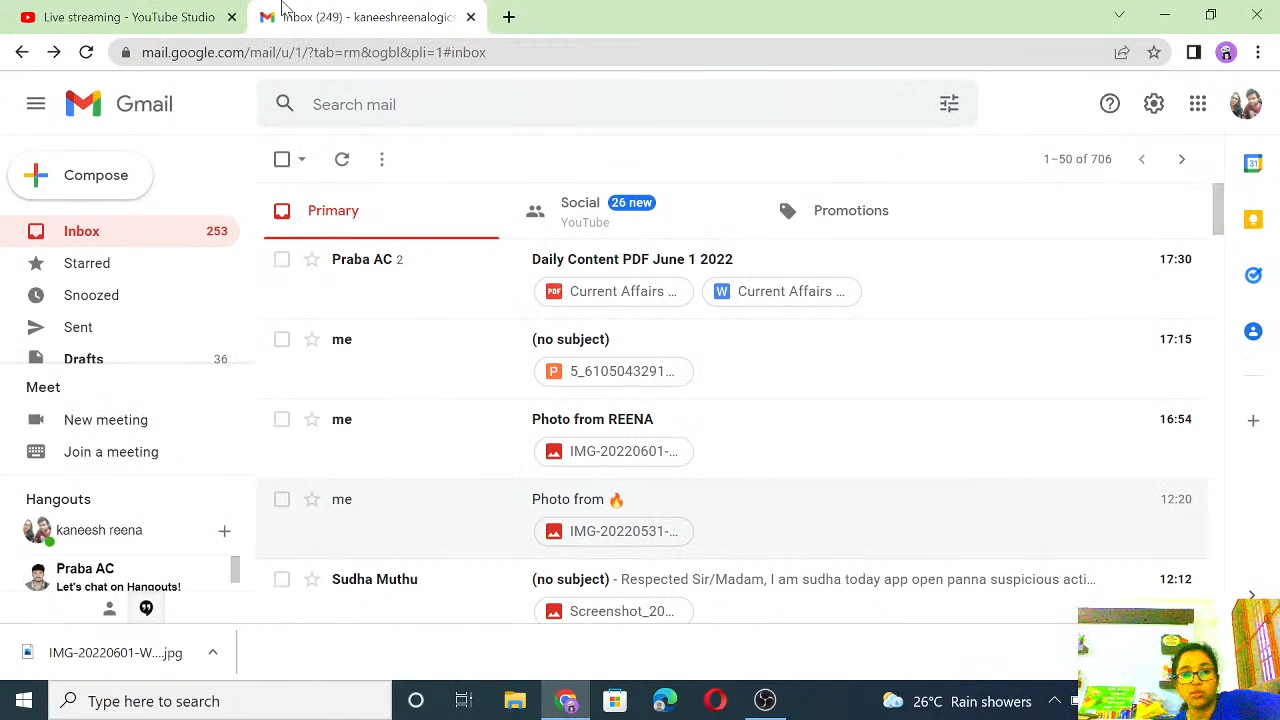 Live streaming - YouTube Studio
Inbox (249) - kaneeshreenalogics
mail.google.com/mail/u/1/?tab=rm&ogbl&pli=1#inbox
Gmail
Search mail
Compose
1–50 of 706
Primary
Social 26 new
YouTube
Promotions
Inbox 253
Starred
Snoozed
Sent
Drafts 36
Meet
New meeting
Join a meeting
Hangouts
kaneesh reena
Praba AC
Let's chat on Hangouts!
Praba AC 2 Daily Content PDF June 1 2022 17:30
PDF Current Affairs ... W Current Affairs ...
me (no subject) 17:15
P 5_6105043291...
me Photo from REENA 16:54
IMG-20220601-...
me Photo from 🔥 12:20
IMG-20220531-...
Sudha Muthu (no subject) - Respected Sir/Madam, I am sudha today app open panna suspicious acti... 12:12
Screenshot_20...
31
IMG-20220601-W....jpg
Type here to search
26°C Rain showers